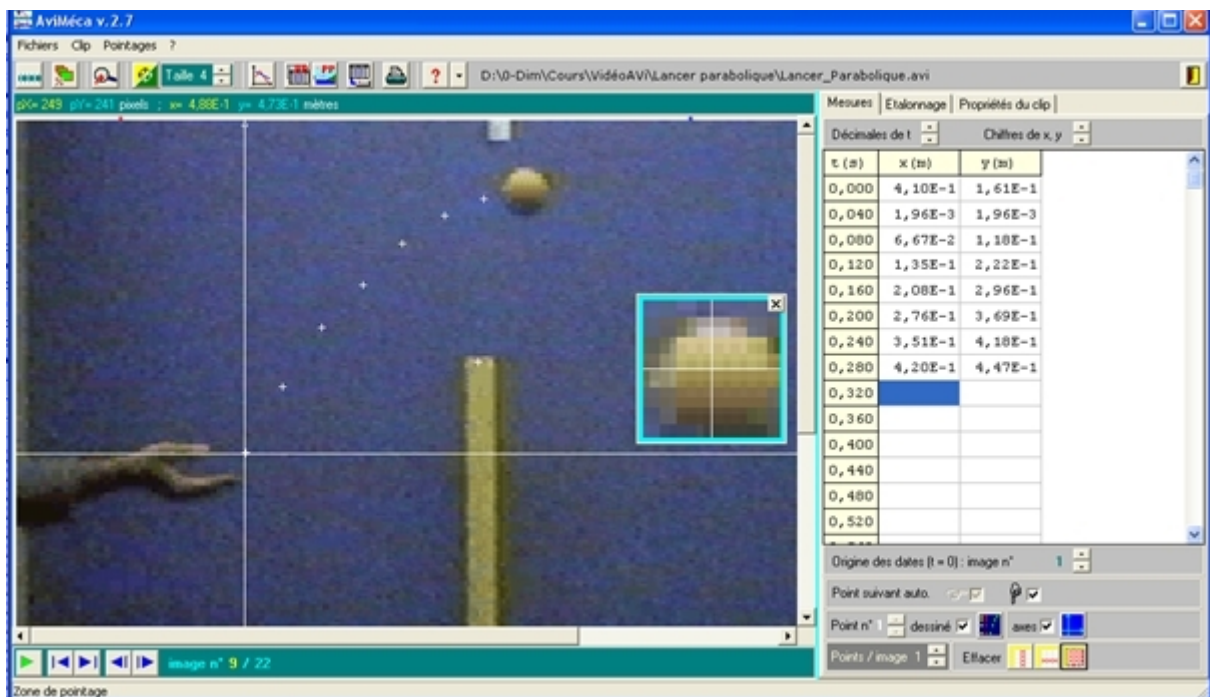 AviMéca v.2.7
Fichiers Clip Pointages ?
Taille 4 ? D:\0-Dim\Cours\VidéoAVi\Lancer parabolique\Lancer_Parabolique.avi
pX= 249 pY= 241 pixels ; x= 4,88E-1 y= 4,73E-1 mètres
Mesures Etalonnage Propriétés du clip
Décimales de t Chiffres de x, y
t (s) x (m) y (m)
0,000 4,10E-1 1,61E-1
0,040 1,96E-3 1,96E-3
0,080 6,67E-2 1,18E-1
0,120 1,35E-1 2,22E-1
0,160 2,08E-1 2,96E-1
0,200 2,76E-1 3,69E-1
0,240 3,51E-1 4,18E-1
0,280 4,20E-1 4,47E-1
0,320
0,360
0,400
0,440
0,480
0,520
Origine des dates (t = 0) : image n° 1
Point suivant auto.
Point n° 1 dessiné axes
Points / image 1 Effacer
image n° 9 / 22
Zone de pointage